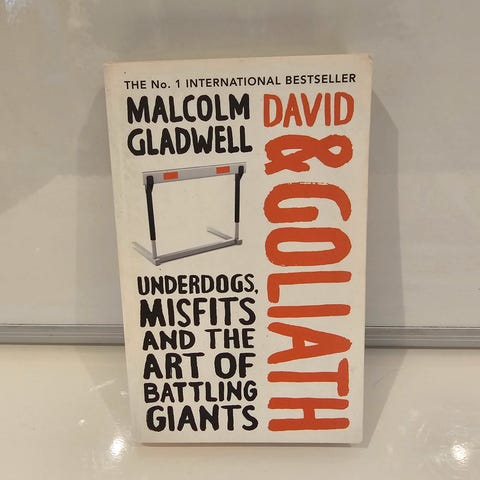 THE No. 1 INTERNATIONAL BESTSELLER
MALCOLM
GLADWELL
DAVID
& GOLIATH
UNDERDOGS,
MISFITS
AND THE
ART OF
BATTLING
GIANTS